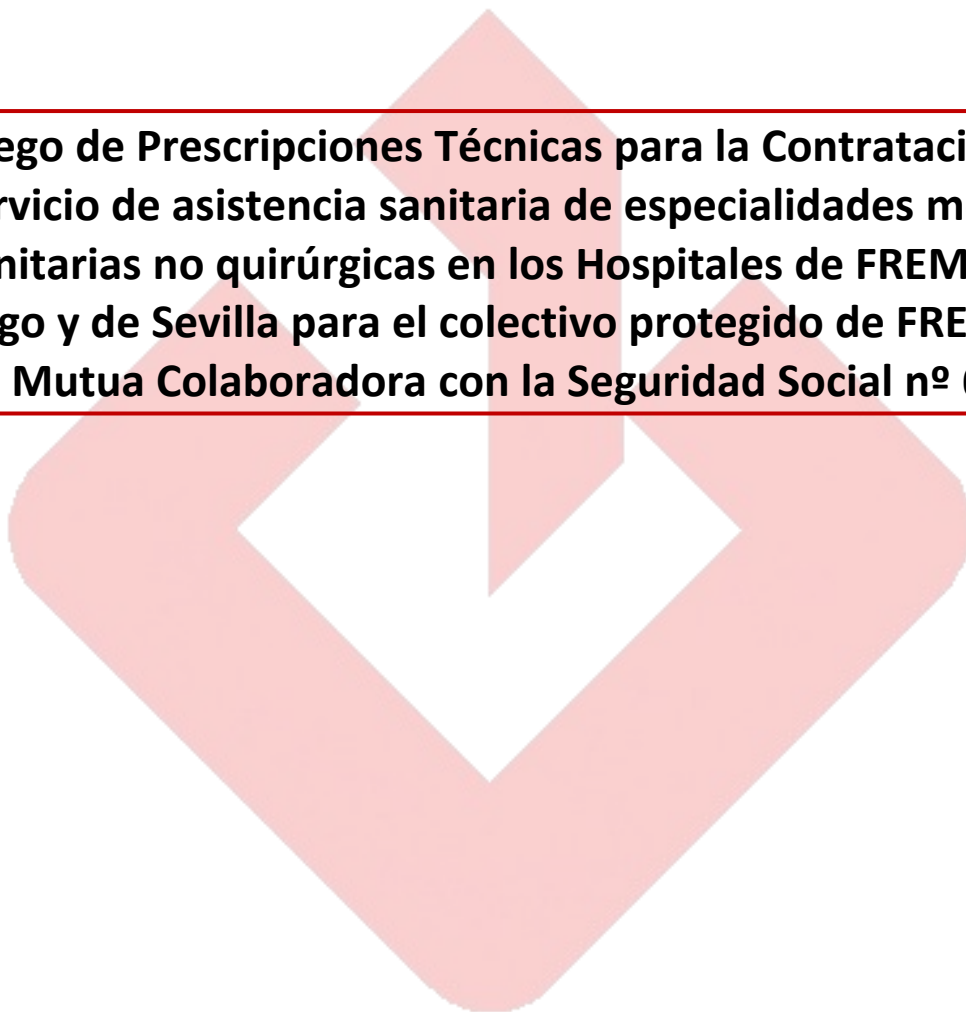 ego de Prescripciones Técnicas para la Contrataci
rvicio de asistencia sanitaria de especialidades m
nitarias no quirúrgicas en los Hospitales de FREM
go y de Sevilla para el colectivo protegido de FRE
Mutua Colaboradora con la Seguridad Social nº